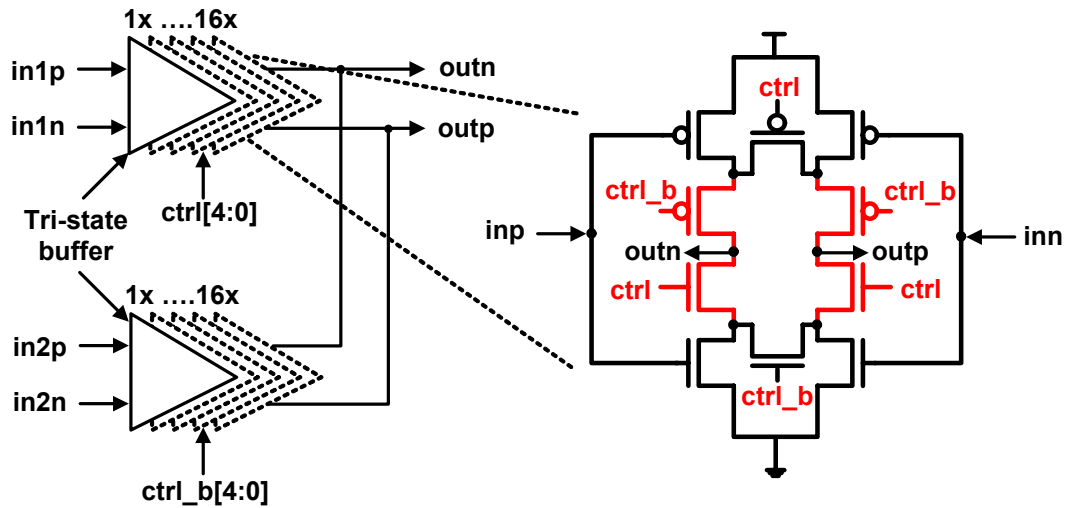 1x ....16x
in1p
in1n
outn
outp
ctrl[4:0]
Tri-state
buffer
1x ....16x
in2p
in2n
ctrl_b[4:0]
ctrl
ctrl_b
ctrl_b
inp
outn
outp
inn
ctrl
ctrl
ctrl_b